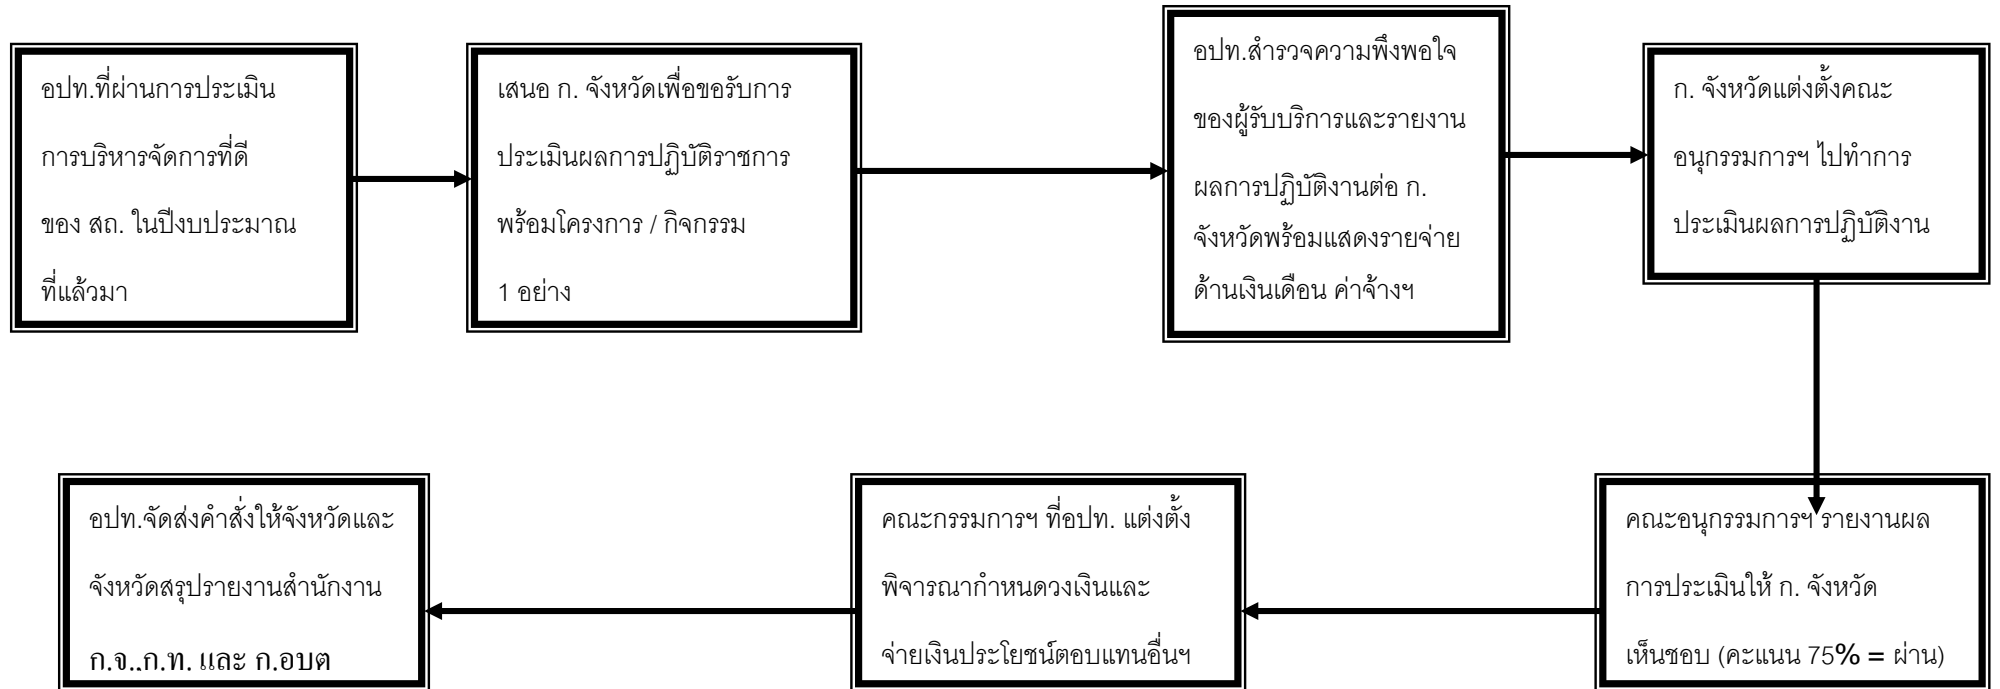 อปท.ที่ผ่านการประเมิน
การบริหารจัดการที่ดี
ของ สถ. ในปีงบประมาณ
ที่แล้วมา
เสนอ ก. จังหวัดเพื่อขอรับการ
ประเมินผลการปฏิบัติราชการ
พร้อมโครงการ / กิจกรรม
1 อย่าง
อปท.สำรวจความพึงพอใจ
ของผู้รับบริการและรายงาน
ผลการปฏิบัติงานต่อ ก.
จังหวัดพร้อมแสดงรายจ่าย
ด้านเงินเดือน ค่าจ้างฯ
ก. จังหวัดแต่งตั้งคณะ
อนุกรรมการฯ ไปทำการ
ประเมินผลการปฏิบัติงาน
คณะอนุกรรมการฯ รายงานผล
การประเมินให้ ก. จังหวัด
เห็นชอบ (คะแนน 75% = ผ่าน)
คณะกรรมการฯ ที่อปท. แต่งตั้ง
พิจารณากำหนดวงเงินและ
จ่ายเงินประโยชน์ตอบแทนอื่นฯ
อปท.จัดส่งคำสั่งให้จังหวัดและ
จังหวัดสรุปรายงานสำนักงาน
ก.จ.,ก.ท. และ ก.อบต